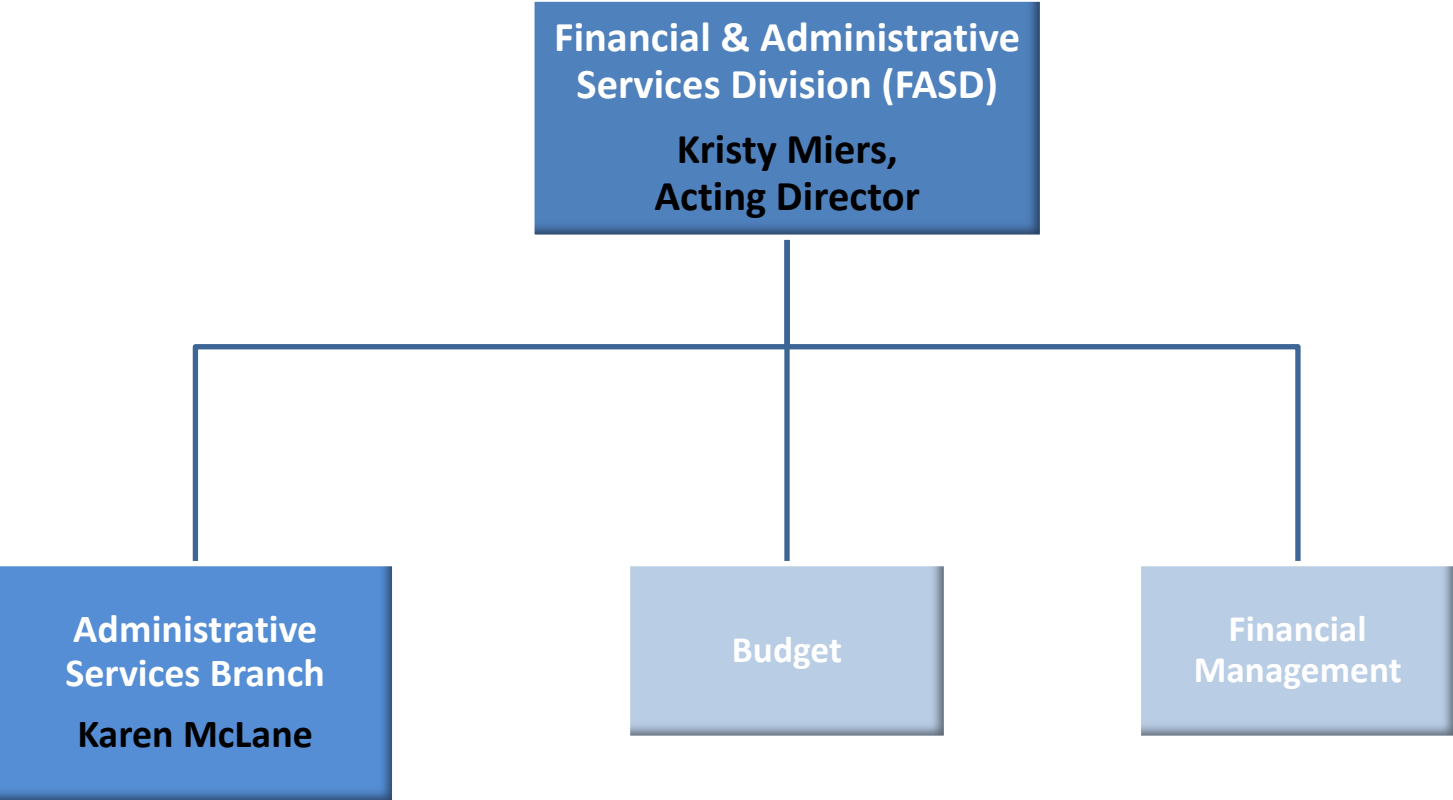 Financial & Administrative
Services Division (FASD)
Kristy Miers,
Acting Director
Administrative
Services Branch
Karen McLane
Budget
Financial
Management